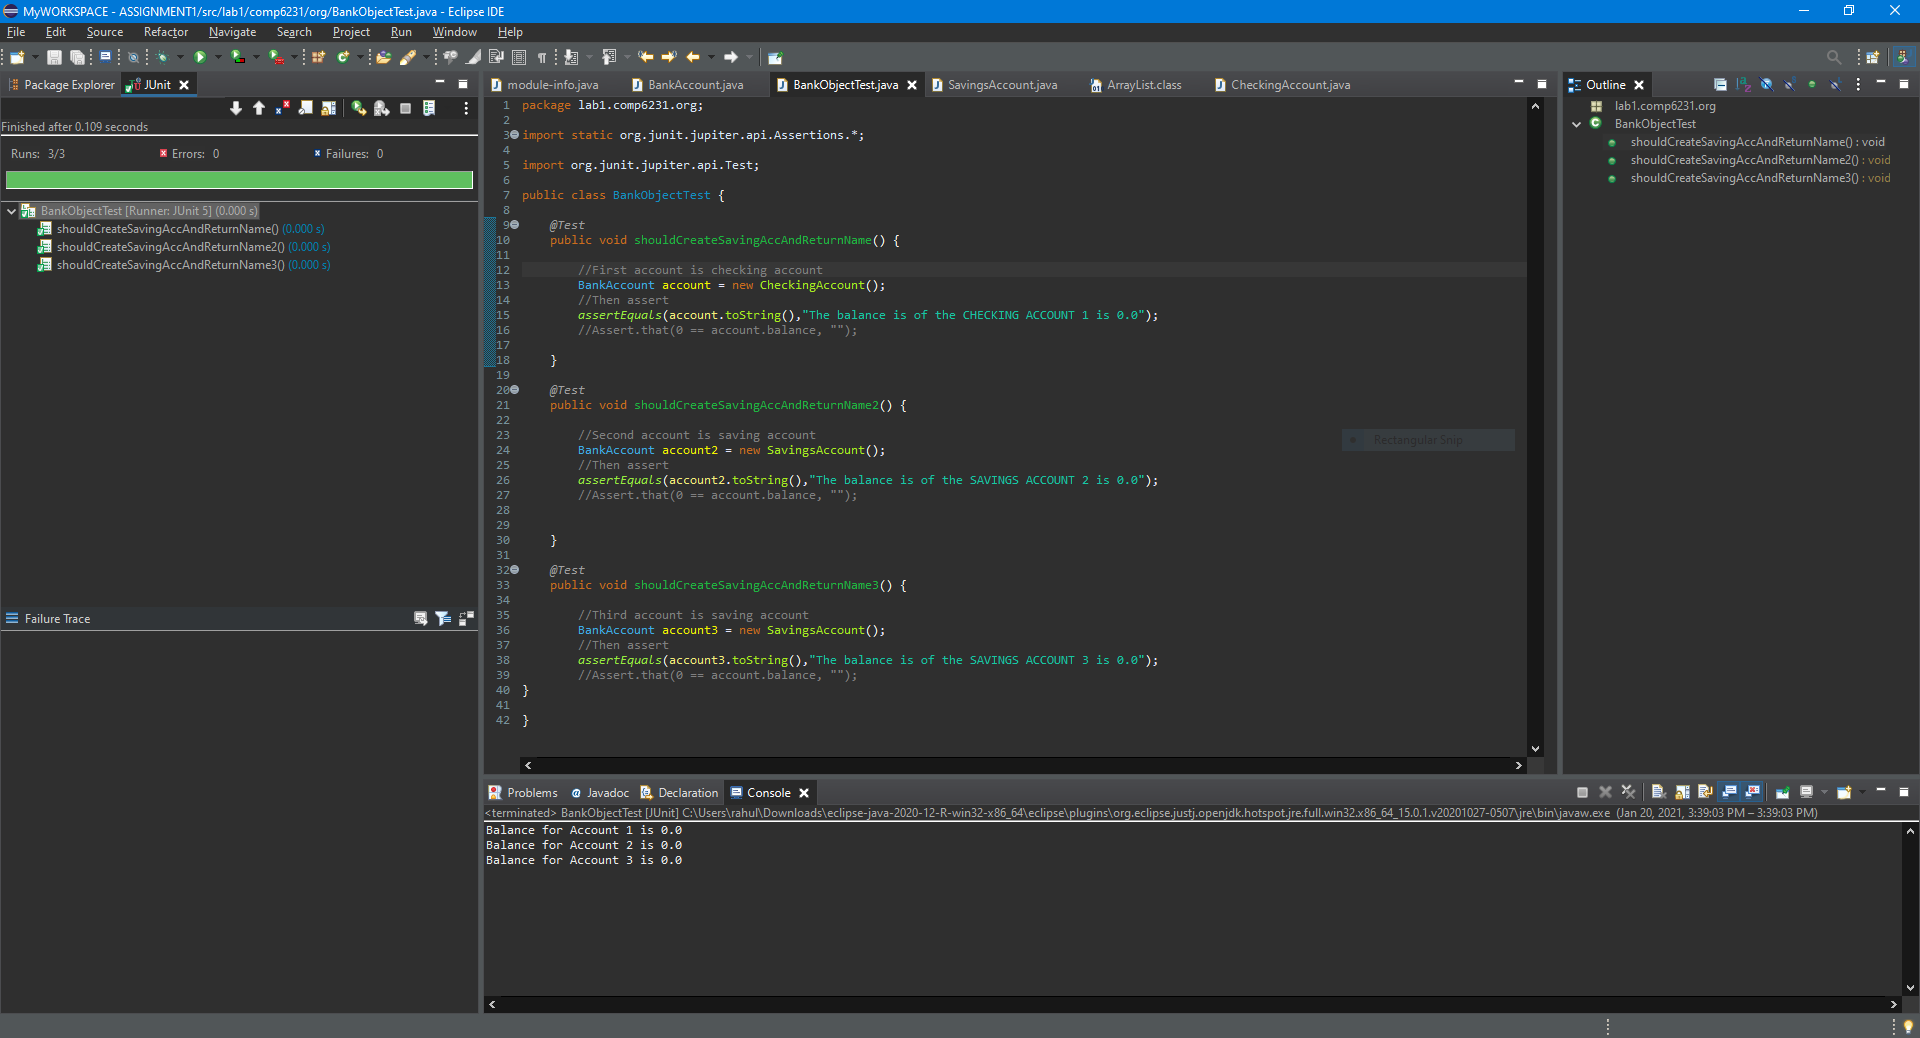 MyWORKSPACE - ASSIGNMENT1/src/lab1/comp6231/org/BankObjectTest.java - Eclipse IDE
File Edit Source Refactor Navigate Search Project Run Window Help
Package Explorer JUnit
Finished after 0.109 seconds
Runs: 3/3 Errors: 0 Failures: 0
BankObjectTest [Runner: JUnit 5] (0.000 s)
shouldCreateSavingAccAndReturnName() (0.000 s)
shouldCreateSavingAccAndReturnName2() (0.000 s)
shouldCreateSavingAccAndReturnName3() (0.000 s)
Failure Trace
module-info.java BankAccount.java BankObjectTest.java SavingsAccount.java ArrayList.class CheckingAccount.java
1 package lab1.comp6231.org;
2
3 import static org.junit.jupiter.api.Assertions.*;
4
5 import org.junit.jupiter.api.Test;
6
7 public class BankObjectTest {
8
9 @Test
10 public void shouldCreateSavingAccAndReturnName() {
11
12 //First account is checking account
13 BankAccount account = new CheckingAccount();
14 //Then assert
15 assertEquals(account.toString(),"The balance is of the CHECKING ACCOUNT 1 is 0.0");
16 //Assert.that(0 == account.balance, "");
17
18 }
19
20 @Test
21 public void shouldCreateSavingAccAndReturnName2() {
22
23 //Second account is saving account
24 BankAccount account2 = new SavingsAccount();
25 //Then assert
26 assertEquals(account2.toString(),"The balance is of the SAVINGS ACCOUNT 2 is 0.0");
27 //Assert.that(0 == account.balance, "");
28
29
30 }
31
32 @Test
33 public void shouldCreateSavingAccAndReturnName3() {
34
35 //Third account is saving account
36 BankAccount account3 = new SavingsAccount();
37 //Then assert
38 assertEquals(account3.toString(),"The balance is of the SAVINGS ACCOUNT 3 is 0.0");
39 //Assert.that(0 == account.balance, "");
40 }
41
42 }
Rectangular Snip
Outline
lab1.comp6231.org
BankObjectTest
shouldCreateSavingAccAndReturnName() : void
shouldCreateSavingAccAndReturnName2() : void
shouldCreateSavingAccAndReturnName3() : void
Problems Javadoc Declaration Console
<terminated> BankObjectTest [JUnit] C:\Users\rahul\Downloads\eclipse-java-2020-12-R-win32-x86_64\eclipse\plugins\org.eclipse.justj.openjdk.hotspot.jre.full.win32.x86_64_15.0.1.v20201027-0507\jre\bin\javaw.exe (Jan 20, 2021, 3:39:03 PM – 3:39:03 PM)
Balance for Account 1 is 0.0
Balance for Account 2 is 0.0
Balance for Account 3 is 0.0